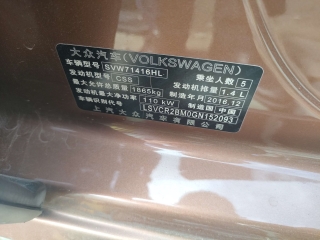 大众汽车(VOLKSWAGEN)
车辆型号 SVW71416HL 乘坐人数 5
发动机型号 CSS 发动机排量 1.4 L
最大允许总质量 1865kg 制造年月 2016.12
发动机最大净功率 110 kW 制造国 中国
车辆识别代号 LSVCR2BM0GN152093
上汽大众汽车有限公司